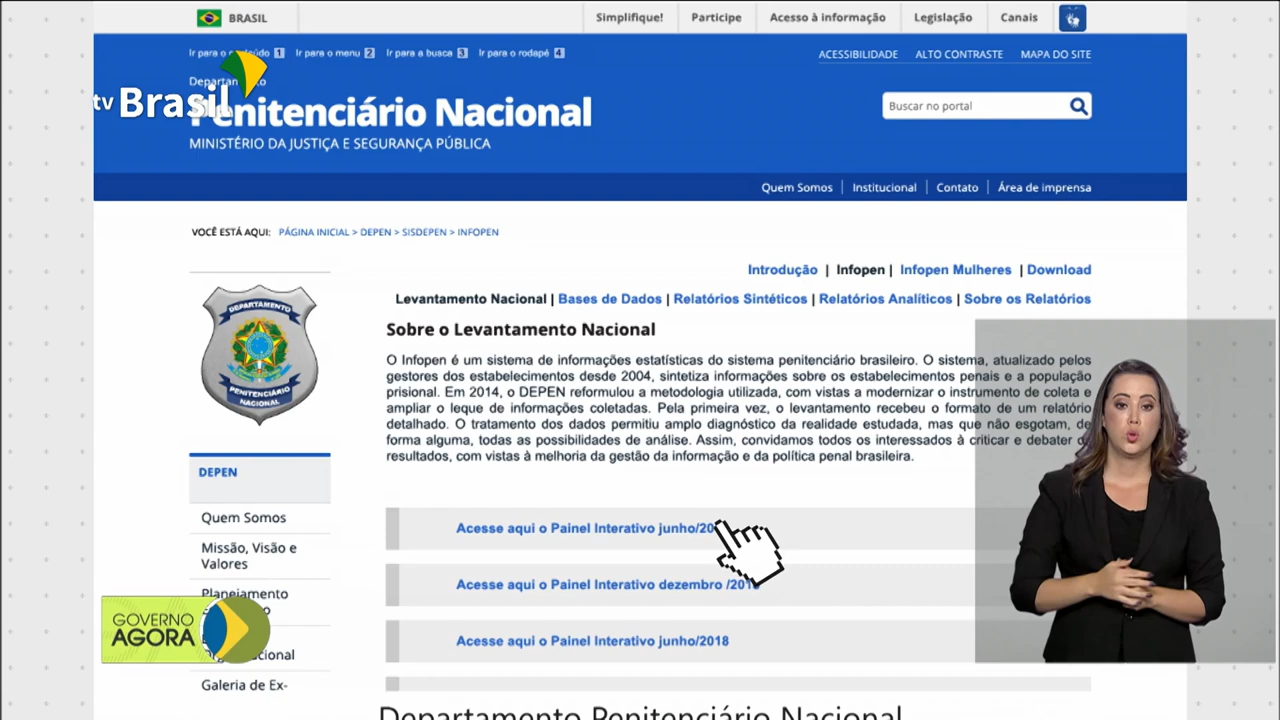 BRASIL
Simplifique!
Participe
Acesso à informação
Legislação
Canais
Ir para o 1
Ir para o menu 2
Ir para a busca 3
Ir para o rodapé 4
ACESSIBILIDADE
ALTO CONTRASTE
MAPA DO SITE
tv Brasil
Penitenciário Nacional
MINISTÉRIO DA JUSTIÇA E SEGURANÇA PÚBLICA
Buscar no portal
Quem Somos
Institucional
Contato
Área de imprensa
VOCÊ ESTÁ AQUI: PÁGINA INICIAL > DEPEN > SISDEPEN > INFOPEN
Introdução | Infopen | Infopen Mulheres | Download
Levantamento Nacional | Bases de Dados | Relatórios Sintéticos | Relatórios Analíticos | Sobre os Relatórios
DEPARTAMENTO
PENITENCIÁRIO
NACIONAL
Sobre o Levantamento Nacional
O Infopen é um sistema de informações estatísticas do sistema penitenciário brasileiro. O sistema, atualizado pelos
gestores dos estabelecimentos desde 2004, sintetiza informações sobre os estabelecimentos penais e a população
prisional. Em 2014, o DEPEN reformulou a metodologia utilizada, com vistas a modernizar o instrumento de coleta e
ampliar o leque de informações coletadas. Pela primeira vez, o levantamento recebeu o formato de um relatório
detalhado. O tratamento dos dados permitiu amplo diagnóstico da realidade estudada, mas que não esgotam, de
forma alguma, todas as possibilidades de análise. Assim, convidamos todos os interessados à criticar e debater
resultados, com vistas à melhoria da gestão da informação e da política penal brasileira.
DEPEN
Quem Somos
Missão, Visão e
Valores
Planejamento
Galeria de Ex-
GOVERNO
AGORA
Acesse aqui o Painel Interativo junho/20
Acesse aqui o Painel Interativo dezembro /201
Acesse aqui o Painel Interativo junho/2018
Departamento Penitenciário Nacional